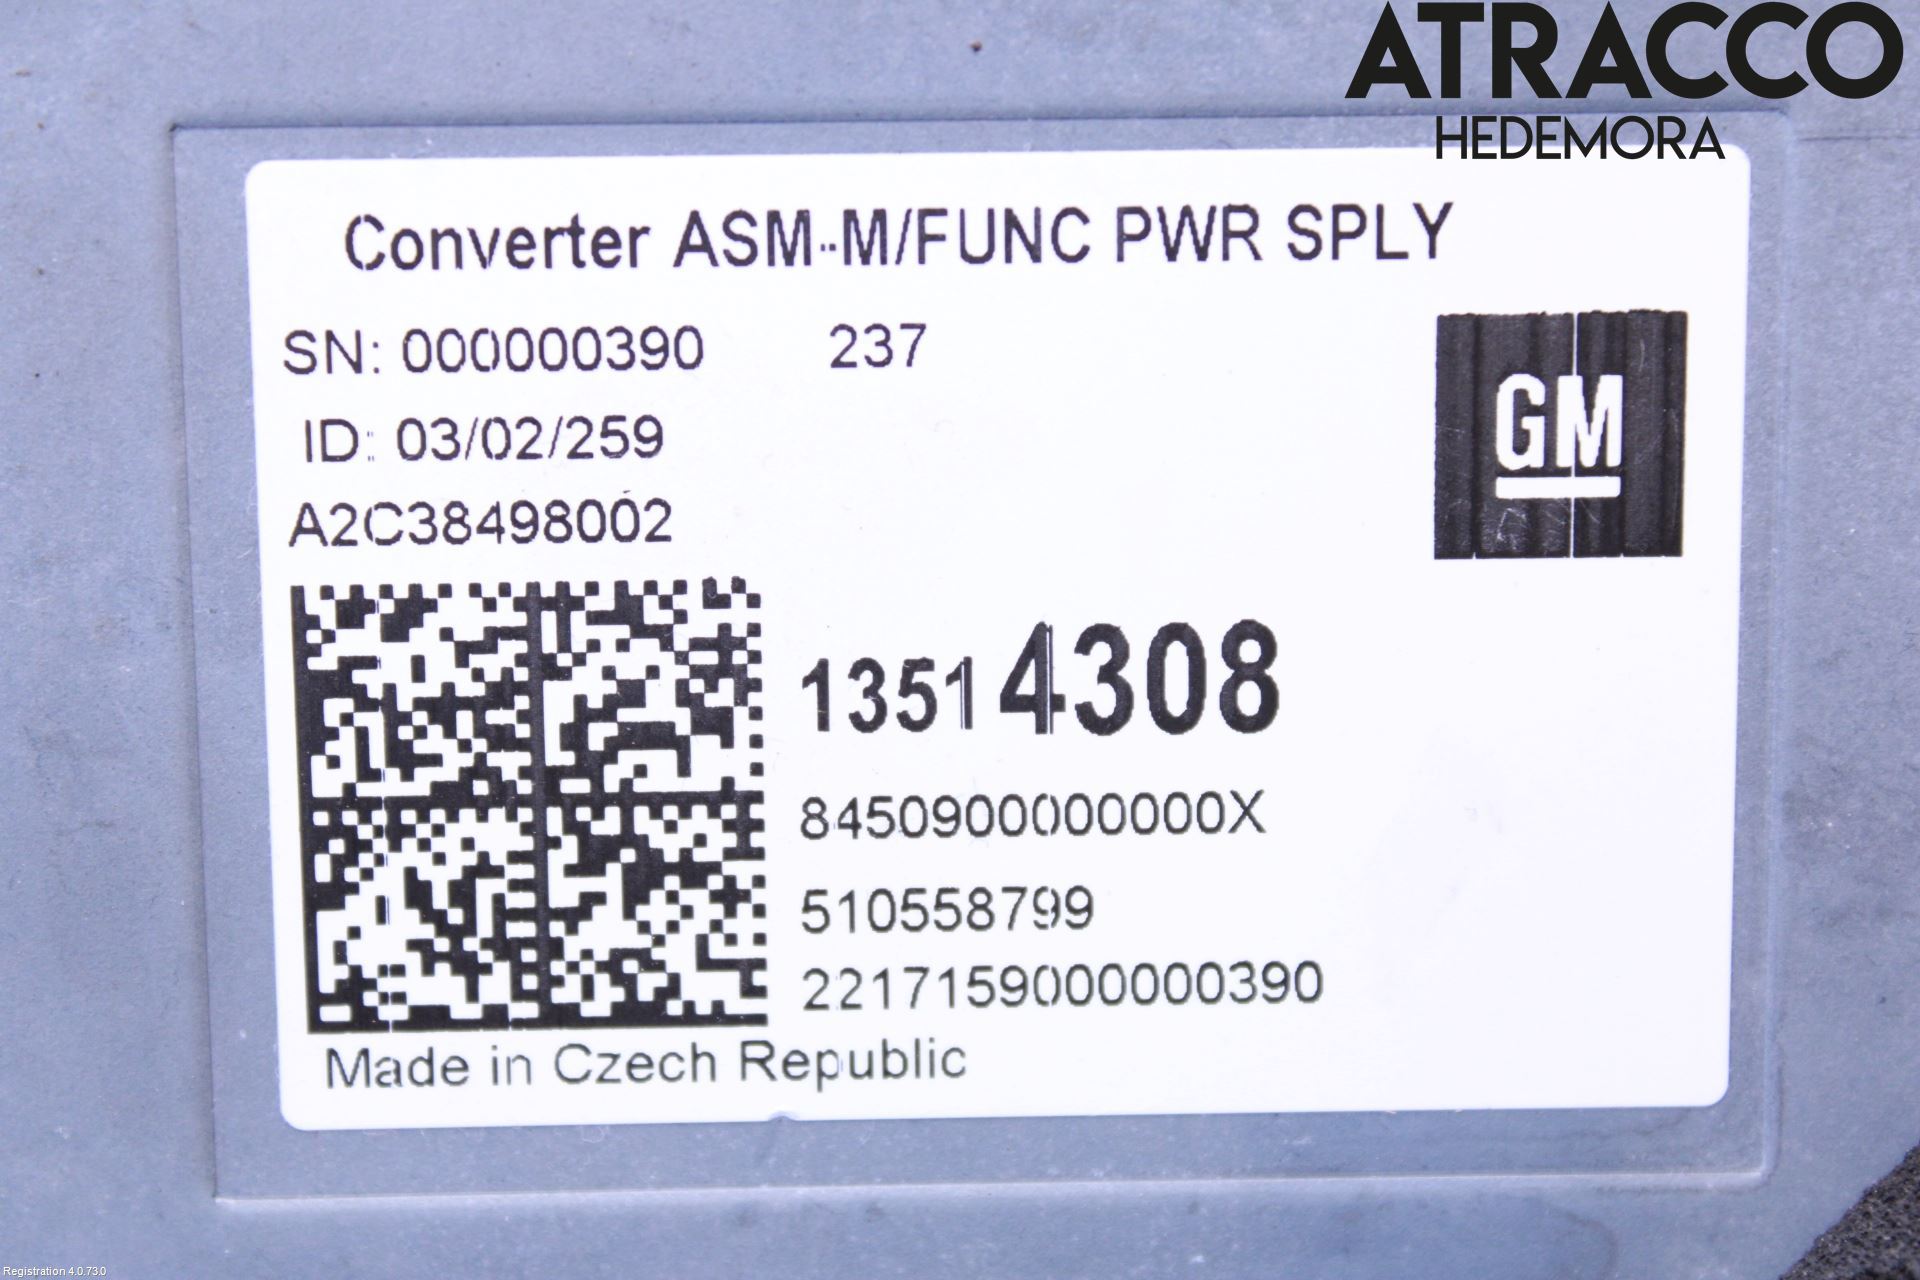 ATRACCO
HEDEMORA
Converter ASM-M/FUNC PWR SPLY
SN: 000000390 237
GM
ID: 03/02/259
A2C38498002
13514308
8450900000000X
510558799
2217159000000390
Made in Czech Republic
Registration 4.0.73.0